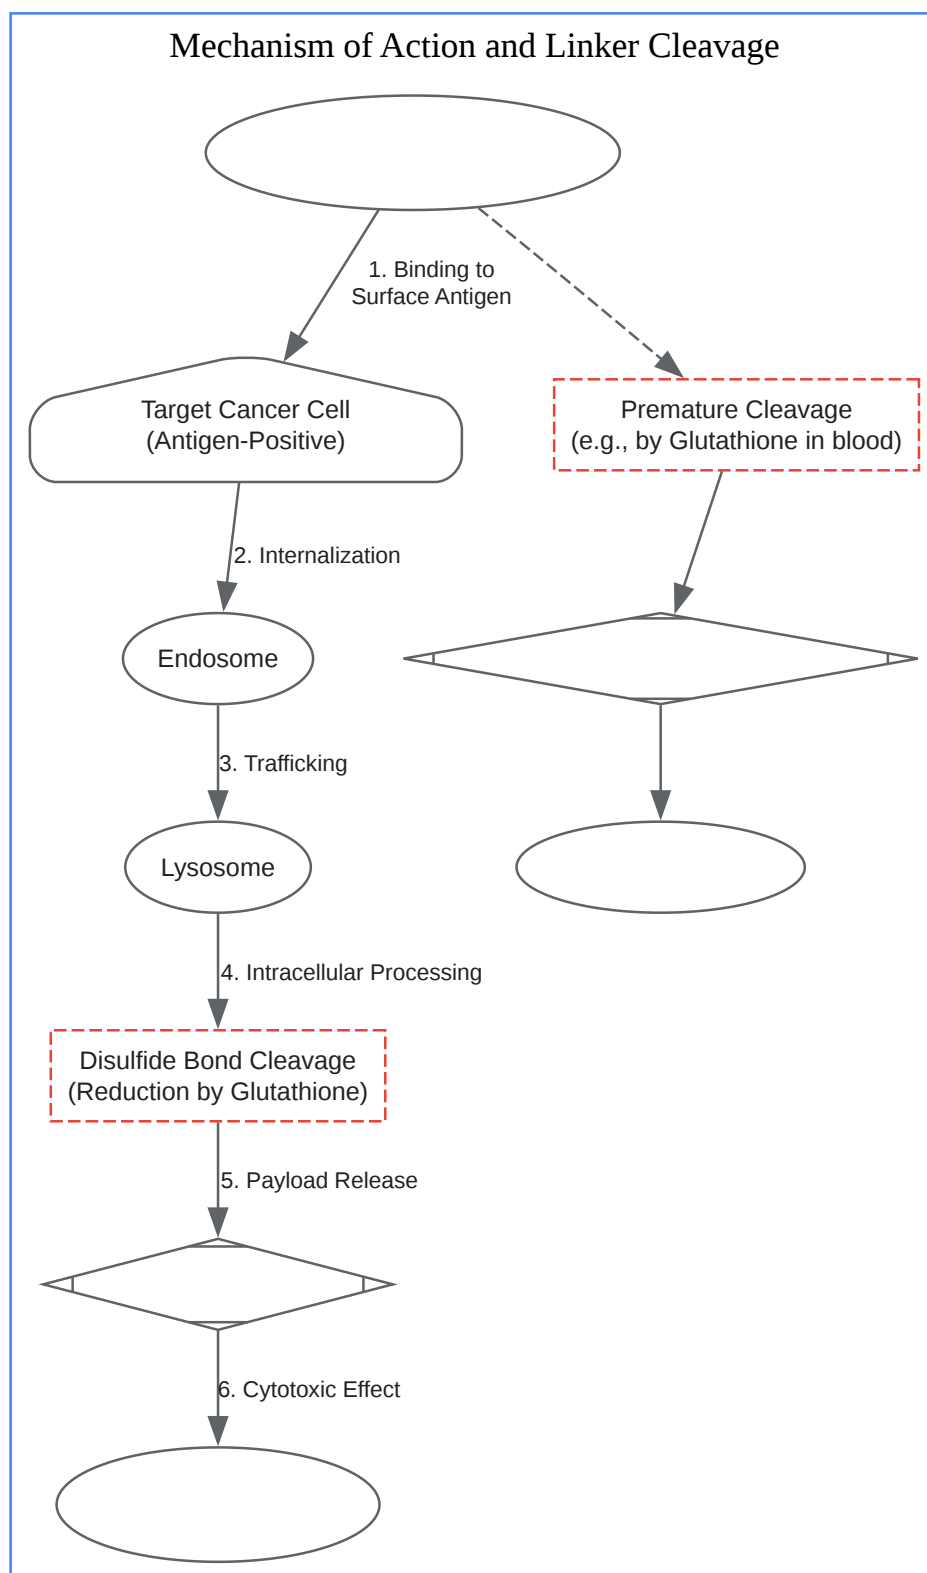 Mechanism of Action and Linker Cleavage
1. Binding to
Surface Antigen
Target Cancer Cell
(Antigen-Positive)
Premature Cleavage
(e.g., by Glutathione in blood)
2. Internalization
Endosome
3. Trafficking
Lysosome
4. Intracellular Processing
Disulfide Bond Cleavage
(Reduction by Glutathione)
5. Payload Release
6. Cytotoxic Effect